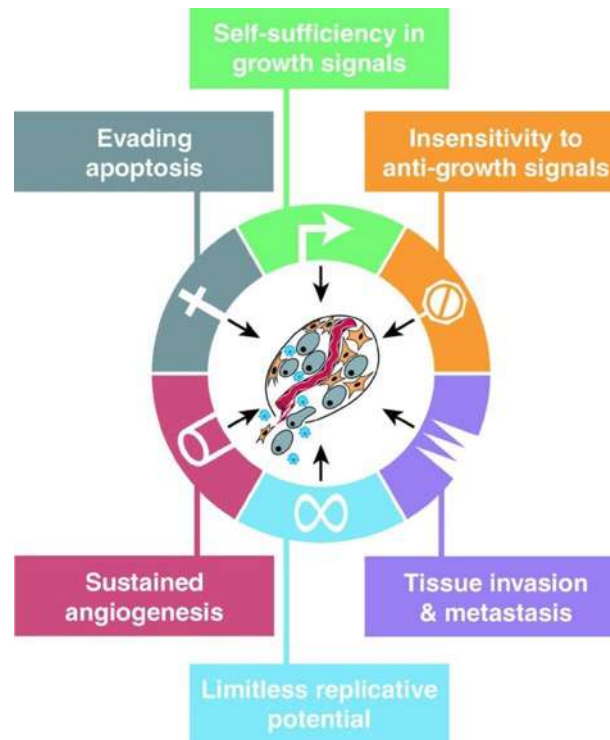 Self-sufficiency in
growth signals
Evading
apoptosis
Insensitivity to
anti-growth signals
Sustained
angiogenesis
Tissue invasion
& metastasis
Limitless replicative
potential